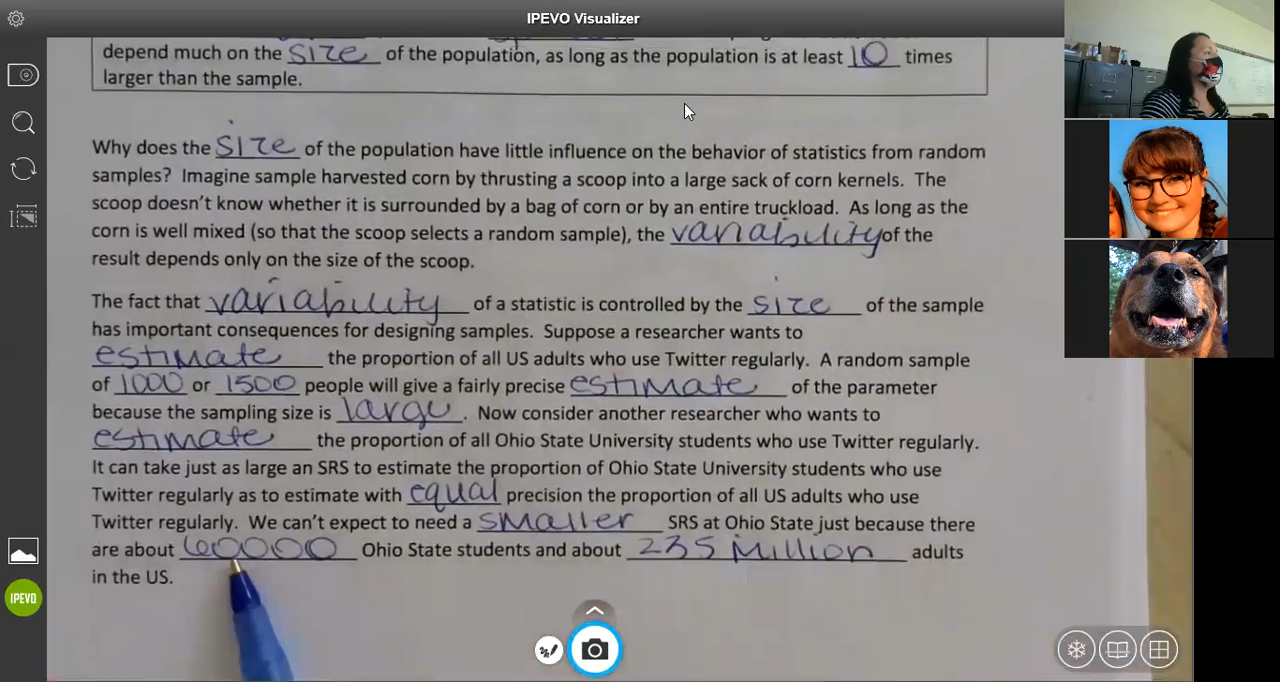 IPEVO Visualizer
depend much on the size of the population, as long as the population is at least 10 times
larger than the sample.
Why does the size of the population have little influence on the behavior of statistics from random
samples? Imagine sample harvested corn by thrusting a scoop into a large sack of corn kernels. The
scoop doesn't know whether it is surrounded by a bag of corn or by an entire truckload. As long as the
corn is well mixed (so that the scoop selects a random sample), the variability of the
result depends only on the size of the scoop.
The fact that variability of a statistic is controlled by the size of the sample
has important consequences for designing samples. Suppose a researcher wants to
estimate the proportion of all US adults who use Twitter regularly. A random sample
of 1000 or 1500 people will give a fairly precise estimate of the parameter
because the sampling size is large. Now consider another researcher who wants to
estimate the proportion of all Ohio State University students who use Twitter regularly.
It can take just as large an SRS to estimate the proportion of Ohio State University students who use
Twitter regularly as to estimate with equal precision the proportion of all US adults who use
Twitter regularly. We can't expect to need a smaller SRS at Ohio State just because there
are about 60000 Ohio State students and about 235 Million adults
in the US.
IPEVO